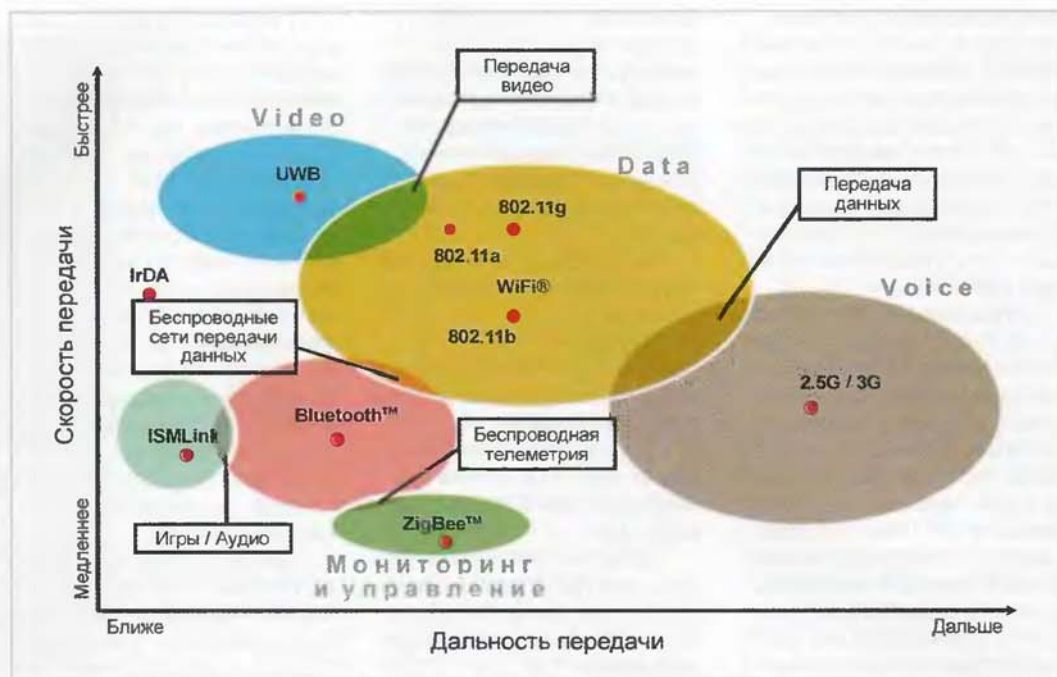 Передача
видео
Быстрее
Video
Data
UWB
Передача
данных
802.11g
802.11a
IrDA
WiFi®
Voice
Беспроводные
сети передачи
данных
802.11b
Скорость передачи
2.5G / 3G
Bluetooth™
ISMLink
Беспроводная
телеметрия
ZigBee™
Игры / Аудио
Медленнее
Мониторинг
и управление
Ближе
Дальше
Дальность передачи